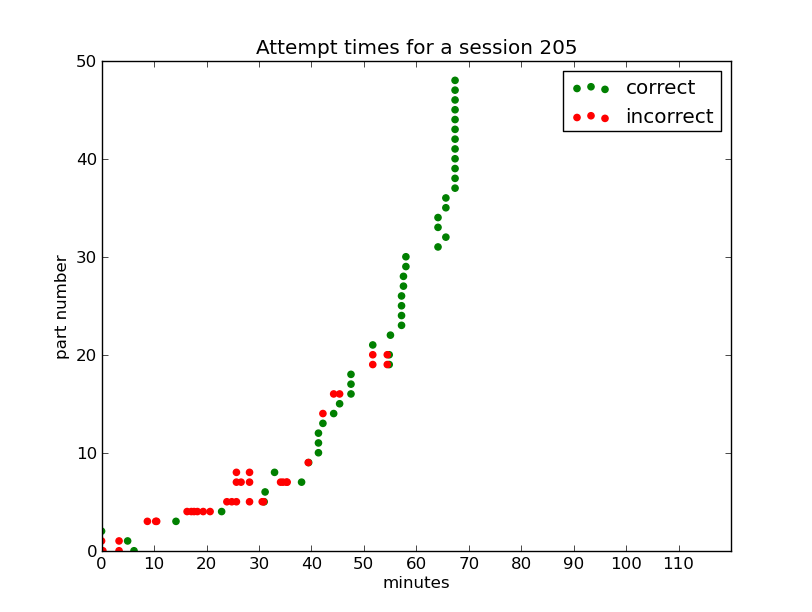 Attempt times for a session 205
50
40
30
20
10
0
part number
correct
incorrect
0 10 20 30 40 50 60 70 80 90 100 110
minutes